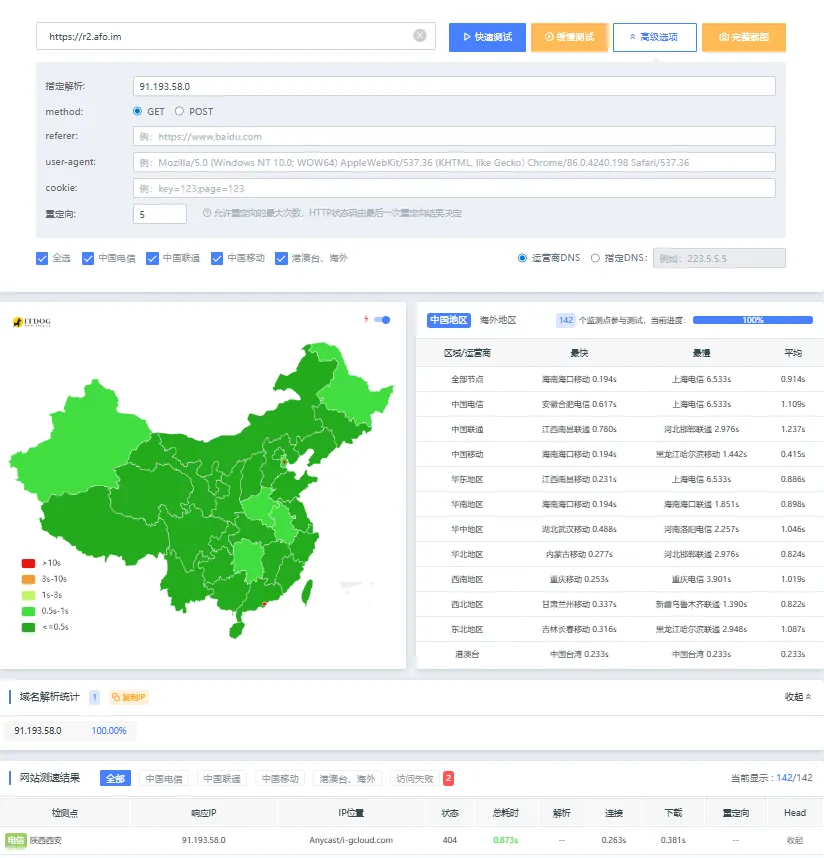 https://r2.afo.im
快速测试
缓慢测试
高级选项
完整截图
指定解析: 91.193.58.0
method: GET POST
referer: 例: https://www.baidu.com
user-agent: 例: Mozilla/5.0 (Windows NT 10.0; WOW64) AppleWebKit/537.36 (KHTML, like Gecko) Chrome/86.0.4240.198 Safari/537.36
cookie: 例: key=123;page=123
重定向: 5 允许重定向的最大次数, HTTP状态码由最后一次重定向结果决定
全选 中国电信 中国联通 中国移动 港澳台、海外 运营商DNS 指定DNS: 例如: 223.5.5.5
ITDOG
>10s
3s-10s
1s-3s
0.5s-1s
<=0.5s
中国地区 海外地区 142 个监测点参与测试, 当前进度: 100%
区域/运营商 最快 最慢 平均
全部节点 海南海口移动 0.194s 上海电信 6.533s 0.914s
中国电信 安徽合肥电信 0.617s 上海电信 6.533s 1.109s
中国联通 江西南昌联通 0.780s 河北邯郸联通 2.976s 1.237s
中国移动 海南海口移动 0.194s 黑龙江哈尔滨移动 1.442s 0.415s
华东地区 江西南昌移动 0.231s 上海电信 6.533s 0.886s
华南地区 海南海口移动 0.194s 海南海口联通 1.851s 0.898s
华中地区 湖北武汉移动 0.488s 河南洛阳电信 2.257s 1.046s
华北地区 内蒙古移动 0.277s 河北邯郸联通 2.976s 0.824s
西南地区 重庆移动 0.253s 重庆电信 3.901s 1.019s
西北地区 甘肃兰州移动 0.337s 新疆乌鲁木齐联通 1.390s 0.822s
东北地区 吉林长春移动 0.316s 黑龙江哈尔滨联通 2.948s 1.087s
港澳台 中国台湾 0.233s 中国台湾 0.233s 0.233s
域名解析统计 1 复制IP 收起
91.193.58.0 100.00%
网站测速结果 全部 中国电信 中国联通 中国移动 港澳台、海外 访问失败 2 当前显示 : 142/142
检测点 响应IP IP位置 状态 总耗时 解析 连接 下载 重定向 Head
电信 陕西西安 91.193.58.0 Anycast/i-gcloud.com 404 0.873s -- 0.263s 0.381s -- 收起